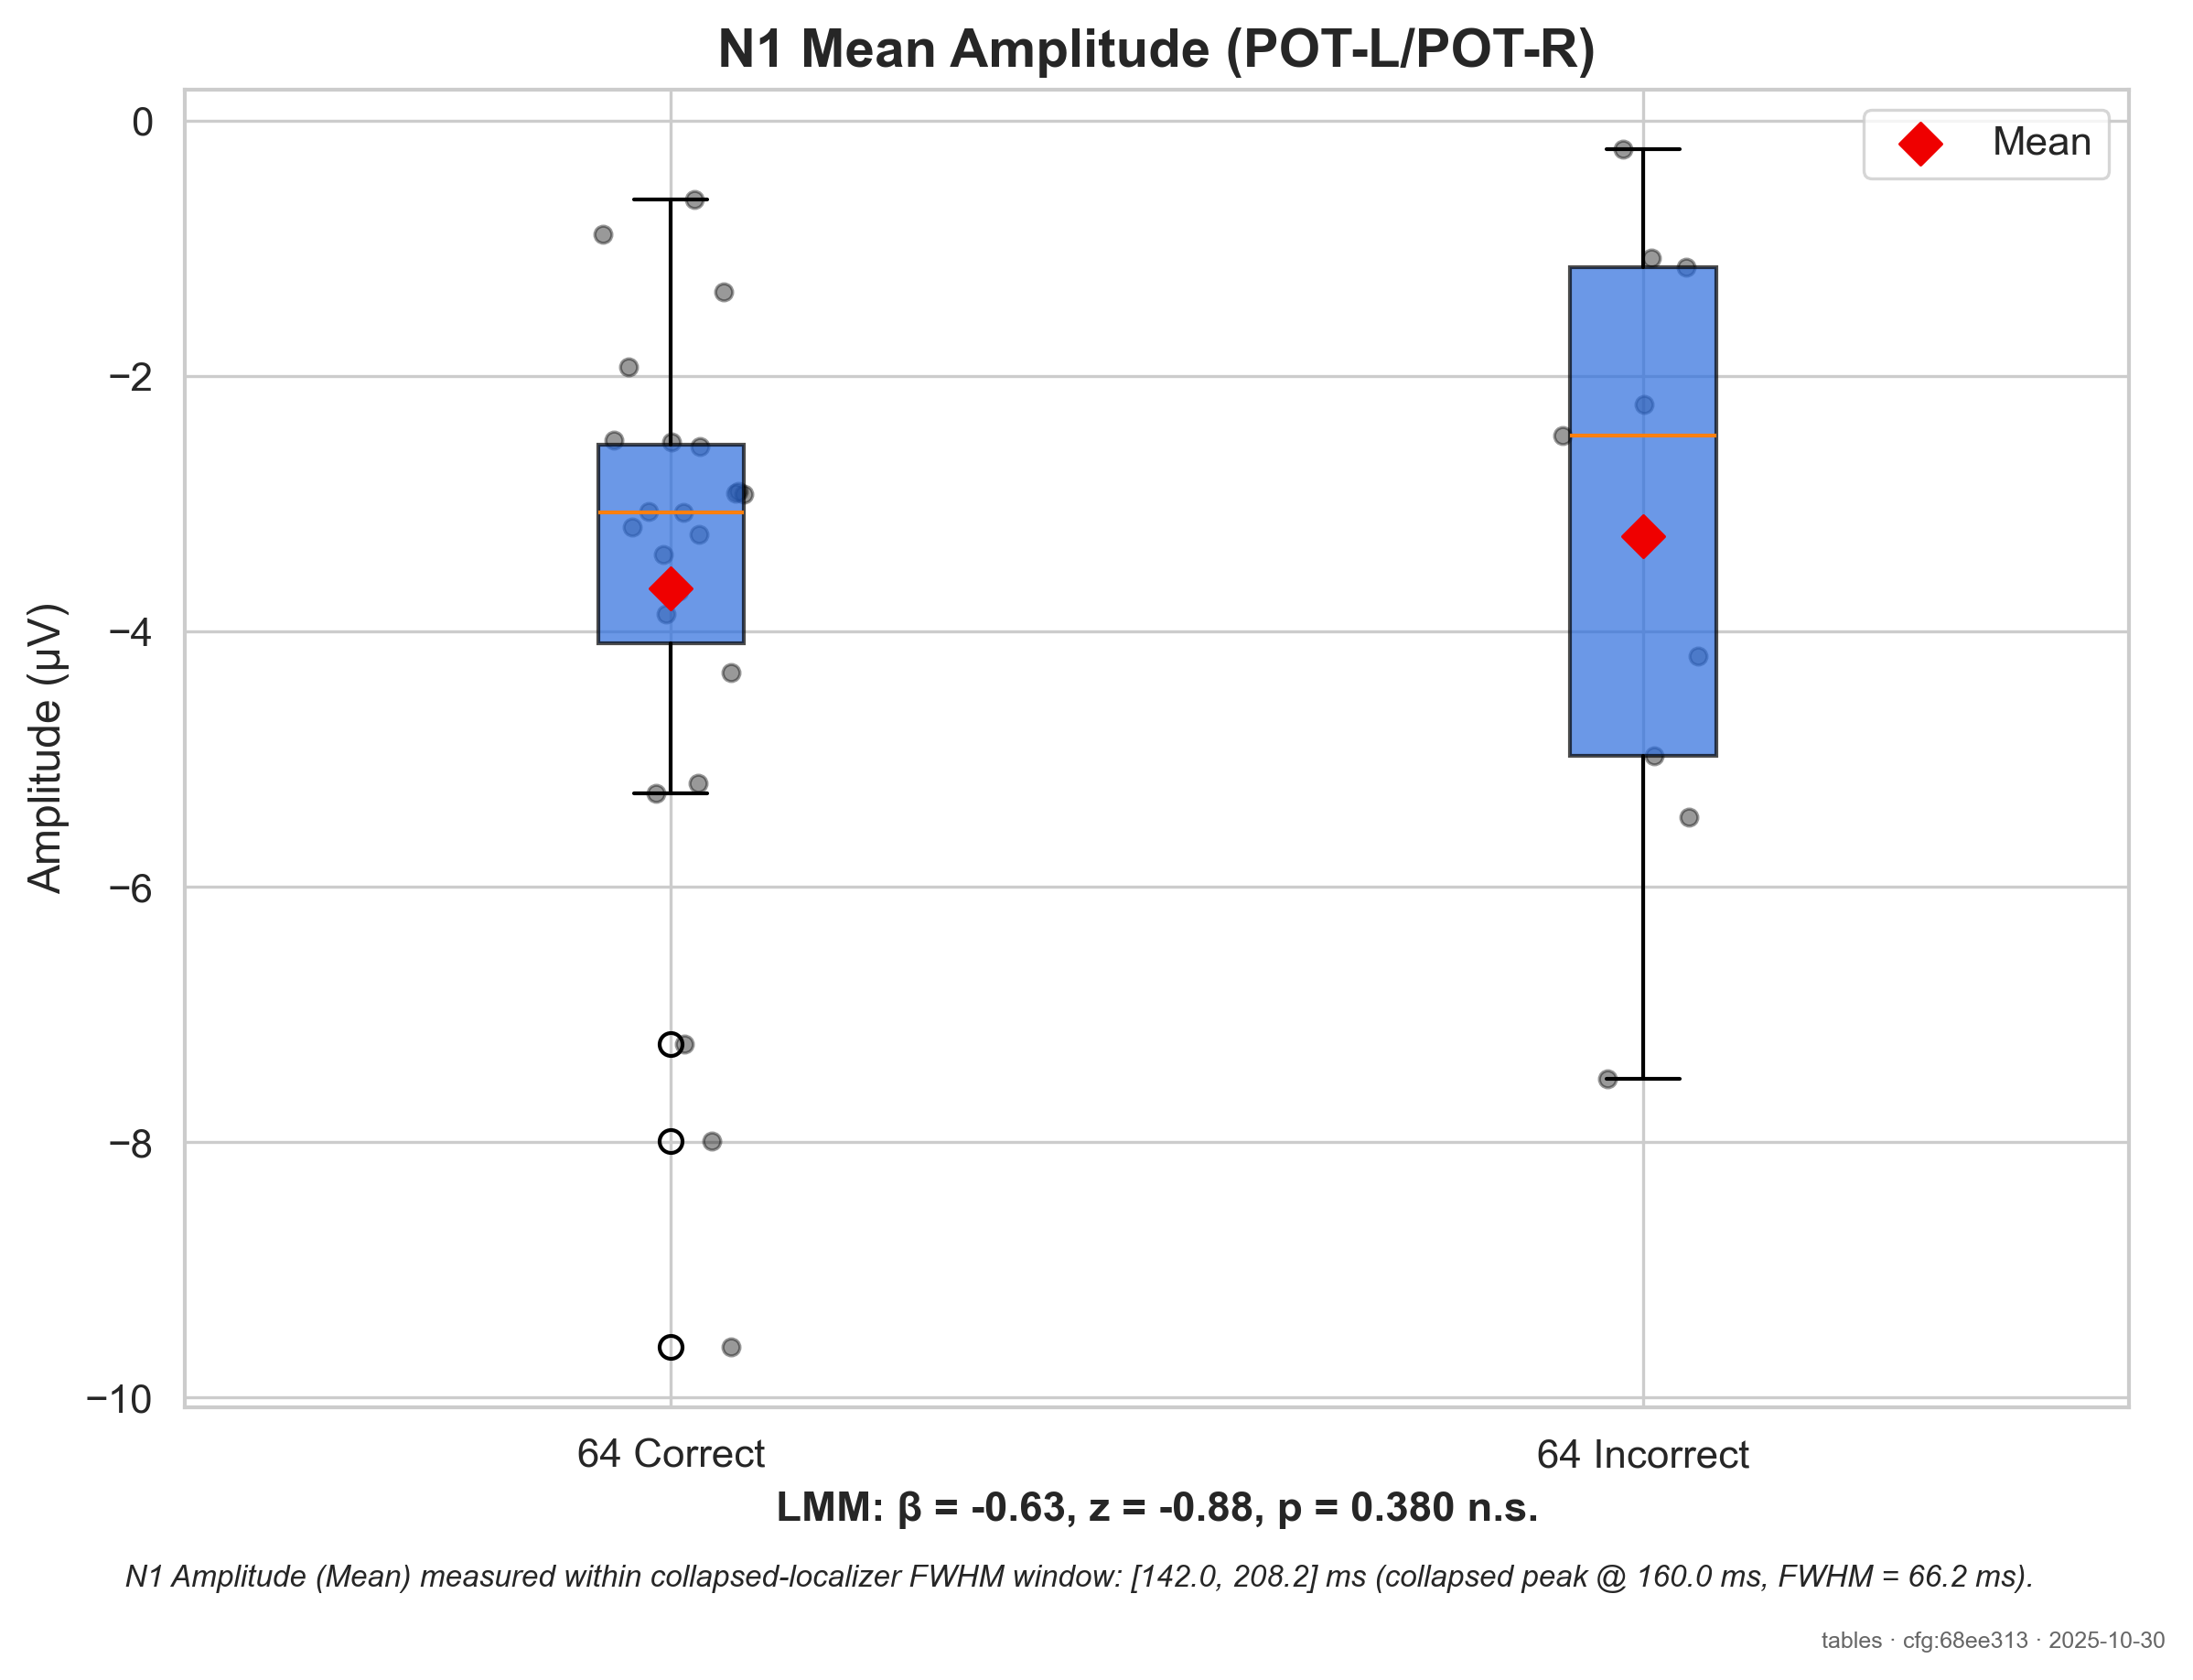 N1 Mean Amplitude (POT-L/POT-R)
Mean
0
−2
−4
−6
−8
−10
Amplitude (µV)
64 Correct
64 Incorrect
LMM: β = -0.63, z = -0.88, p = 0.380 n.s.
N1 Amplitude (Mean) measured within collapsed-localizer FWHM window: [142.0, 208.2] ms (collapsed peak @ 160.0 ms, FWHM = 66.2 ms).
tables · cfg:68ee313 · 2025-10-30